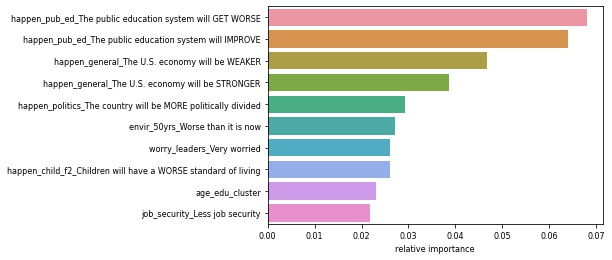 happen_pub_ed_The public education system will GET WORSE
happen_pub_ed_The public education system will IMPROVE
happen_general_The U.S. economy will be WEAKER
happen_general_The U.S. economy will be STRONGER
happen_politics_The country will be MORE politically divided
envir_50yrs_Worse than it is now
worry_leaders_Very worried
happen_child_f2_Children will have a WORSE standard of living
age_edu_cluster
job_security_Less job security
0.00 0.01 0.02 0.03 0.04 0.05 0.06 0.07
relative importance